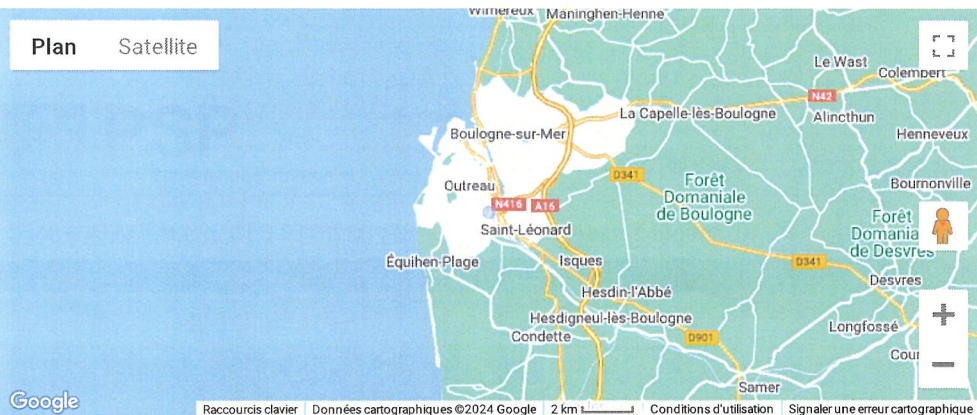 Wimereux
Maninghen-Henne
Plan Satellite
Le Wast
Colembert
N42
La Capelle-lès-Boulogne
Alincthun
Boulogne-sur-Mer
Henneveux
D341
Outreau
Forêt
Domaniale
de Boulogne
Bournonville
N416 A16
Saint-Léonard
Forêt
Domania
de Desvres
Équihen-Plage
Isques
D341
Desvres
Hesdin-l'Abbé
Hesdigneul-lès-Boulogne
Longfossé
Condette
D901
Cour
Samer
Google
Raccourcis clavier Données cartographiques ©2024 Google 2 km Conditions d'utilisation Signaler une erreur cartographique